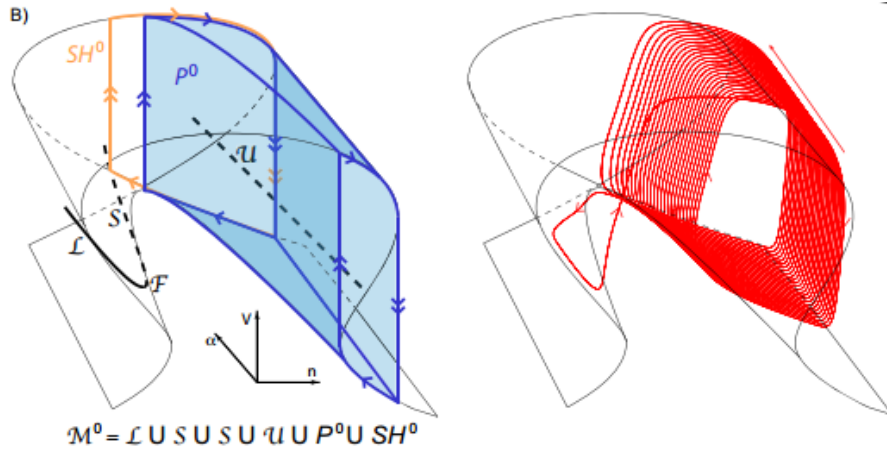 B)
SH⁰
P⁰
𝒰
S
ℒ
ℱ
V
α
n
ℳ⁰ = ℒ U S U S U 𝒰 U P⁰ U SH⁰